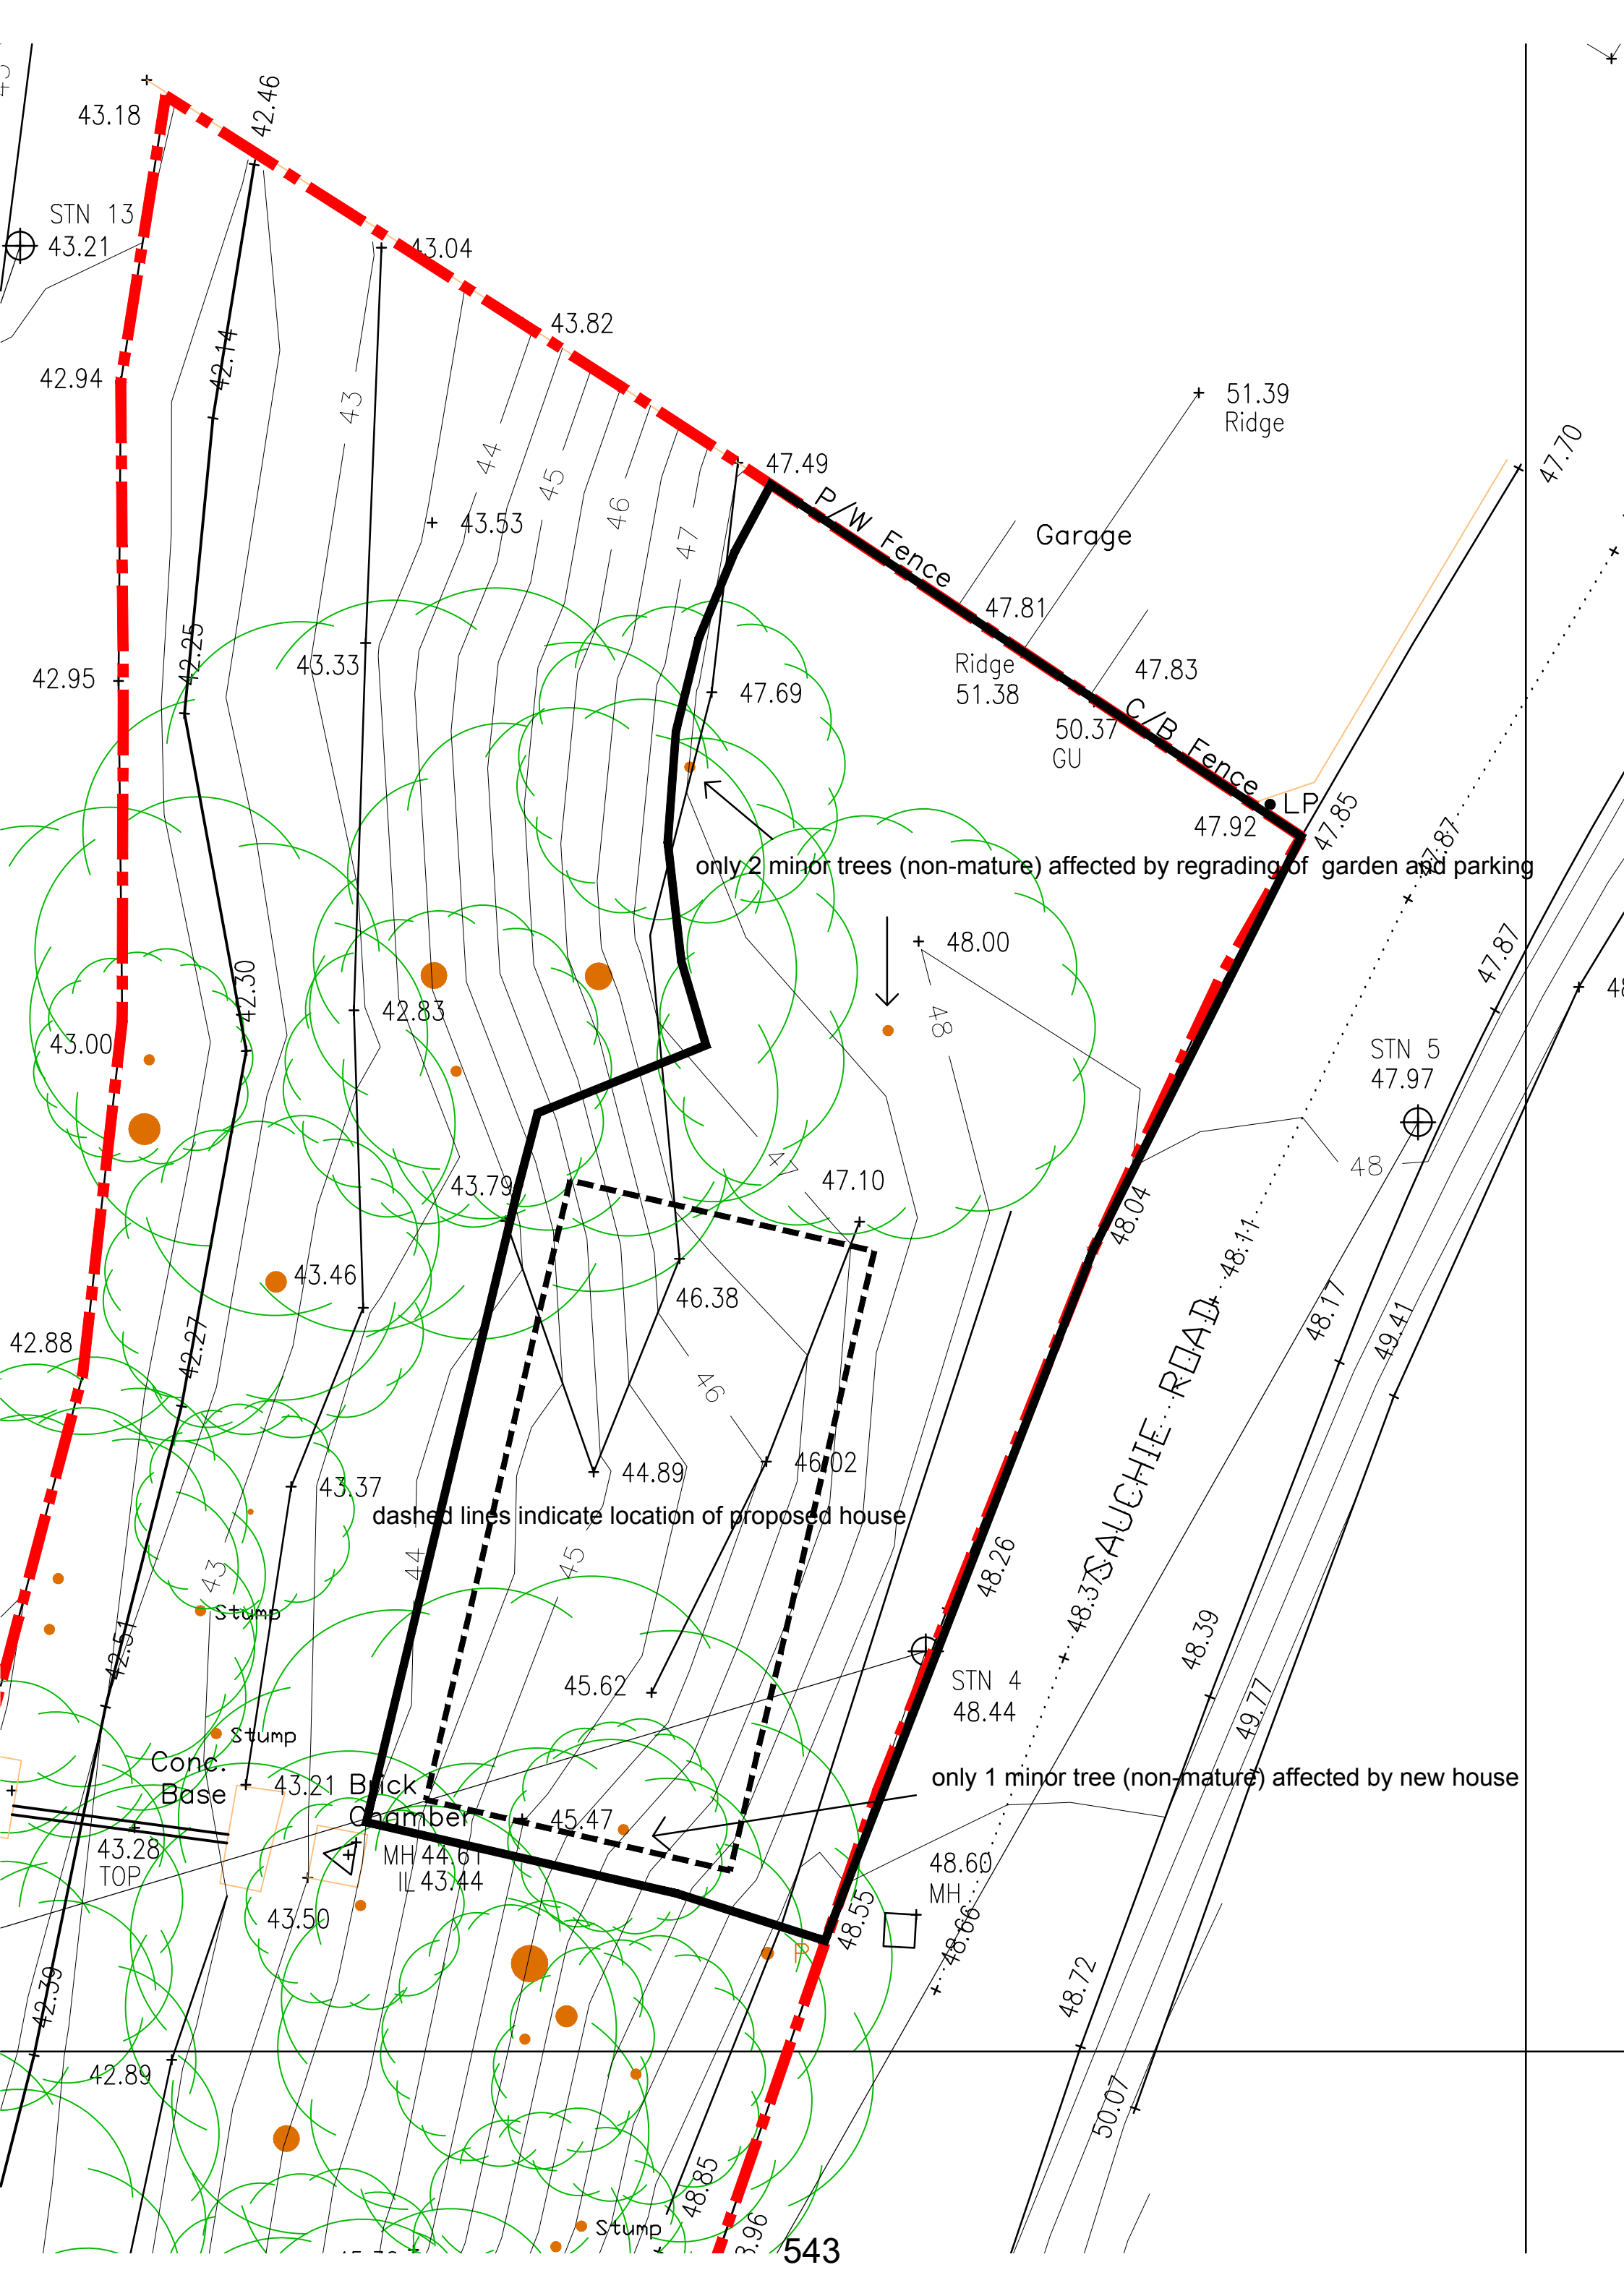 42.46
43.18
STN 13
43.21
43.04
43.82
42.14
42.94
43
51.39
Ridge
47.70
44
47.49
45
P/W Fence
46
43.53
Garage
47
47.81
42.25
43.33
Ridge
51.38
47.83
42.95
47.69
C/B Fence
50.37
GU
LP
47.92
47.85
47.87
only 2 minor trees (non-mature) affected by regrading of garden and parking
48.00
47.87
42.30
42.83
48
43.00
STN 5
47.97
47
48
43.79
47.10
48.04
48.11
43.46
46.38
48.17
49.41
42.88
42.27
46
SAUCHIE ROAD
44.89
46.02
43.37
dashed lines indicate location of proposed house
44
45
43
48.26
48.37
Stump
42.51
48.39
45.62
STN 4
48.44
49.77
Stump
Conc.
Base
43.21
Brick
Chamber
only 1 minor tree (non-mature) affected by new house
45.47
43.28
TOP
MH 44.61
IL 43.44
48.60
MH
43.50
48.55
P
48.66
42.39
48.72
42.89
50.07
48.85
Stump
543